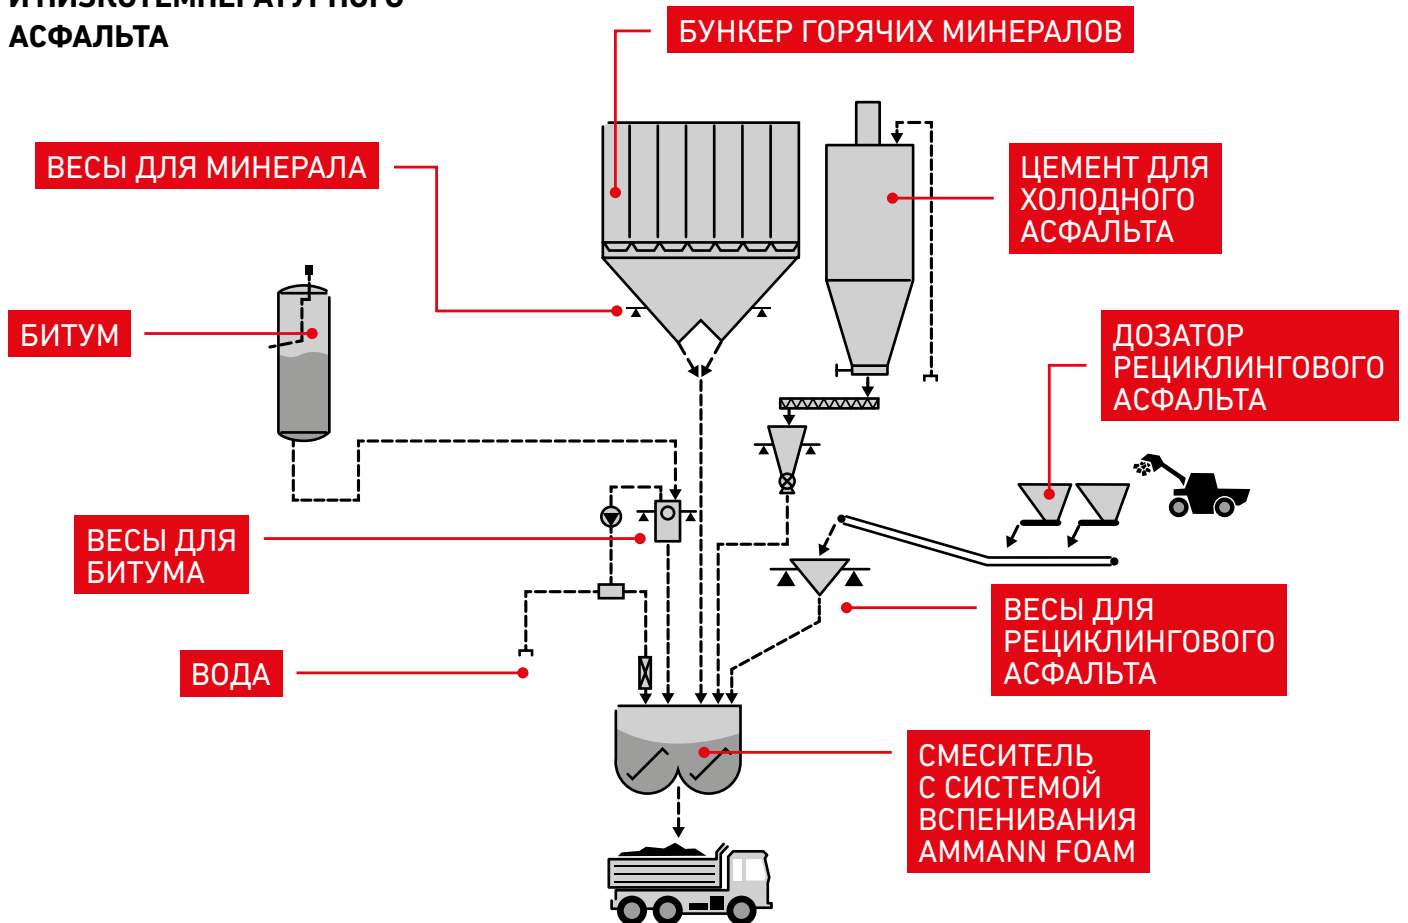 АСФАЛЬТА
БУНКЕР ГОРЯЧИХ МИНЕРАЛОВ
ВЕСЫ ДЛЯ МИНЕРАЛА
ЦЕМЕНТ ДЛЯ
ХОЛОДНОГО
АСФАЛЬТА
БИТУМ
ДОЗАТОР
РЕЦИКЛИНГОВОГО
АСФАЛЬТА
ВЕСЫ ДЛЯ
БИТУМА
ВЕСЫ ДЛЯ
РЕЦИКЛИНГОВОГО
АСФАЛЬТА
ВОДА
СМЕСИТЕЛЬ
С СИСТЕМОЙ
ВСПЕНИВАНИЯ
AMMANN FOAM